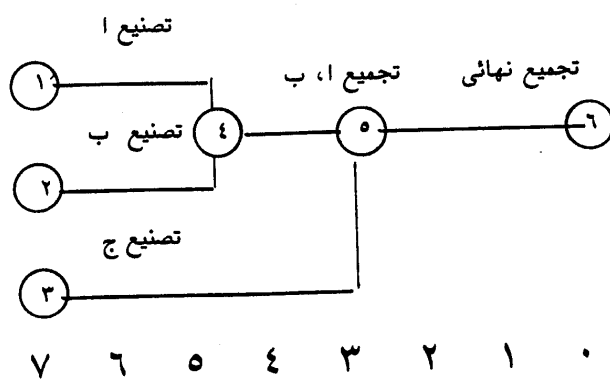 تصنيع ا
١
تجميع ا، ب
تجميع نهائى
تصنيع ب
٤
٥
٦
٢
تصنيع ج
٣
٧ ٦ ٥ ٤ ٣ ٢ ١ ٠